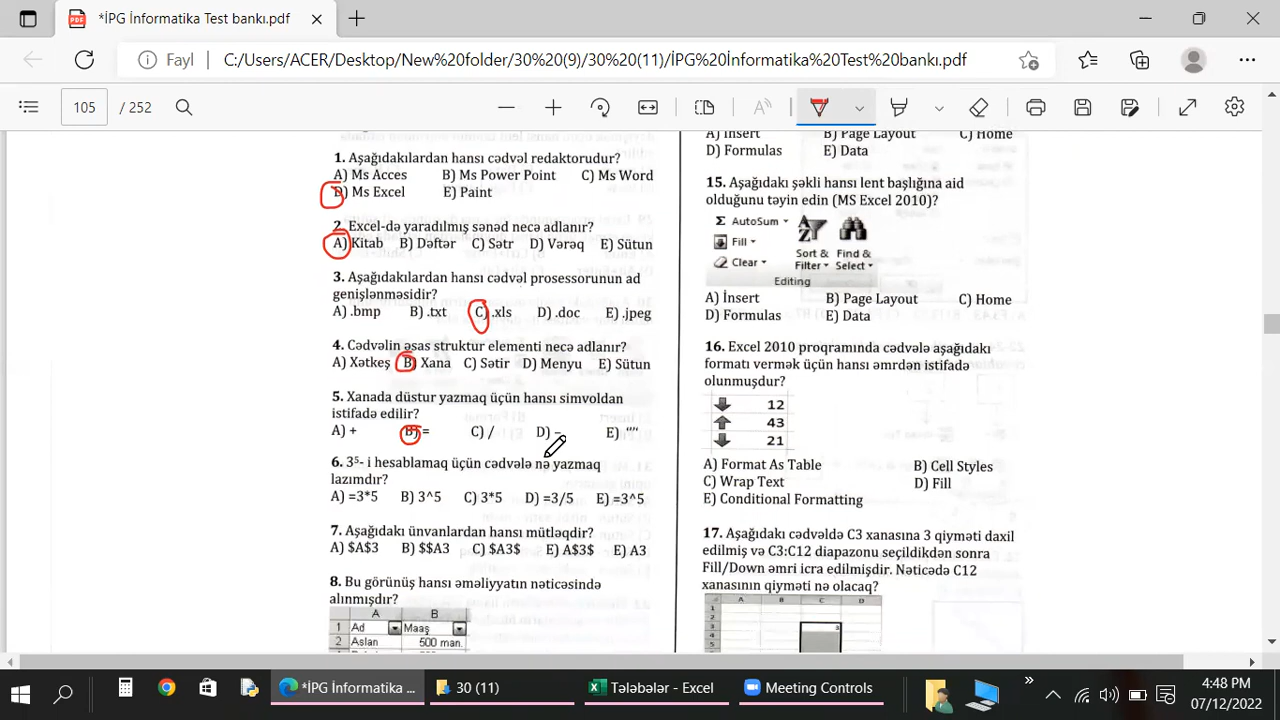 *İPG İnformatika Test bankı.pdf
Fayl
C:/Users/ACER/Desktop/New%20folder/30%20(9)/30%20(11)/İPG%20İnformatika%20Test%20bankı.pdf
105 / 252
1. Aşağıdakılardan hansı cədvəl redaktorudur?
A) Ms Acces B) Ms Power Point C) Ms Word
D) Ms Excel E) Paint
2. Excel-də yaradılmış sənəd necə adlanır?
A) Kitab B) Dəftər C) Sətr D) Vərəq E) Sütun
3. Aşağıdakılardan hansı cədvəl prosessorunun ad
genişlənməsidir?
A) .bmp B) .txt C) .xls D) .doc E) .jpeg
4. Cədvəlin əsas struktur elementi necə adlanır?
A) Xətkeş B) Xana C) Sətir D) Menyu E) Sütun
5. Xanada düstur yazmaq üçün hansı simvoldan
istifadə edilir?
A) + B) = C) / D) – E) “”“
6. 3⁵- i hesablamaq üçün cədvələ nə yazmaq
lazımdır?
A) =3*5 B) 3^5 C) 3*5 D) =3/5 E) =3^5
7. Aşağıdakı ünvanlardan hansı mütləqdir?
A) $A$3 B) $$A3 C) $A3$ E) A$3$ E) A3
8. Bu görünüş hansı əməliyyatın nəticəsində
alınmışdır?
A B
1 Ad Maaş
2 Aslan 500 man.
A) Insert B) Page Layout C) Home
D) Formulas E) Data
15. Aşağıdakı şəkli hansı lent başlığına aid
olduğunu təyin edin (MS Excel 2010)?
Σ AutoSum
Fill
Clear
Sort & Filter
Find & Select
Editing
A) İnsert B) Page Layout C) Home
D) Formulas E) Data
16. Excel 2010 proqramında cədvələ aşağıdakı
formatı vermək üçün hansı əmrdən istifadə
olunmuşdur?
12
43
21
A) Format As Table B) Cell Styles
C) Wrap Text D) Fill
E) Conditional Formatting
17. Aşağıdakı cədvəldə C3 xanasına 3 qiyməti daxil
edilmiş və C3:C12 diapazonu seçildikdən sonra
Fill/Down əmri icra edilmişdir. Nəticədə C12
xanasının qiyməti nə olacaq?
A B C D
1
2
3 3
4
5
*İPG İnformatika ...
30 (11)
Tələbələr - Excel
Meeting Controls
4:48 PM
07/12/2022